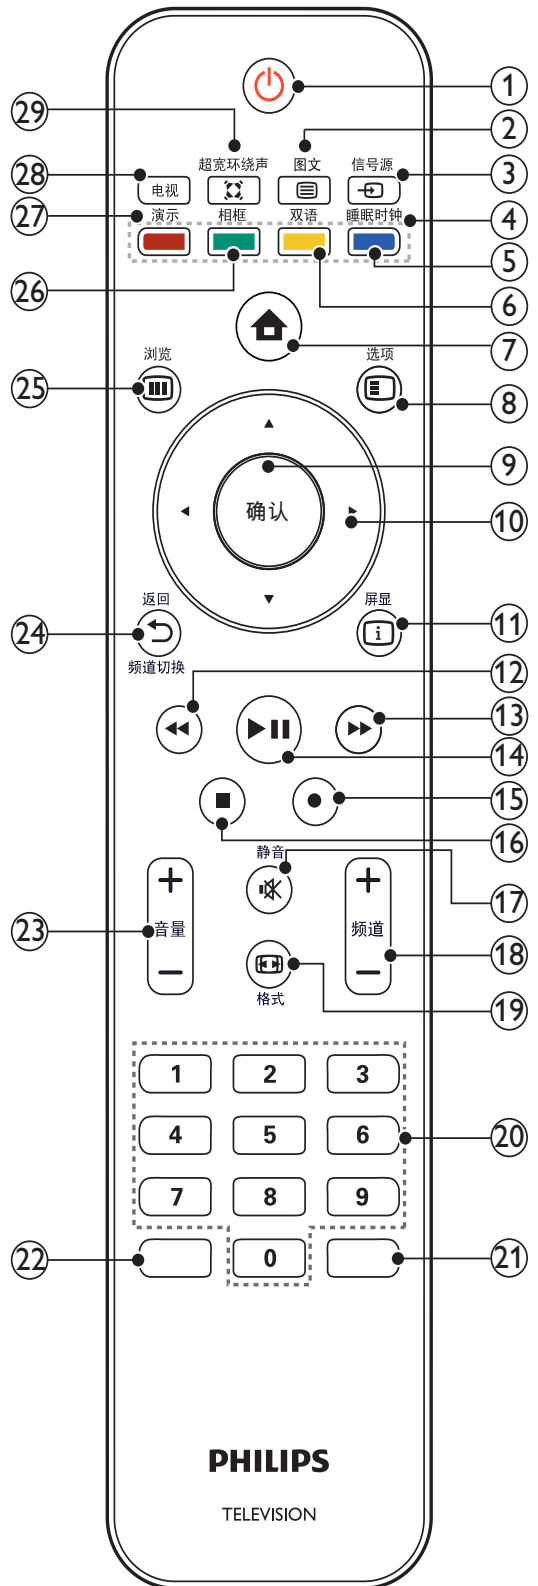 1
29
2
超宽环绕声 图文 信号源
28 电视 3
27 演示 相框 双语 睡眠时钟 4
5
26 6
7
浏览 选项
25 8
9
确认 10
返回 屏显
24 i 11
频道切换 12
13
14
15
16
静音
17
23 音量 频道 18
格式 19
1 2 3
4 5 6 20
7 8 9
22 0 21
PHILIPS
TELEVISION